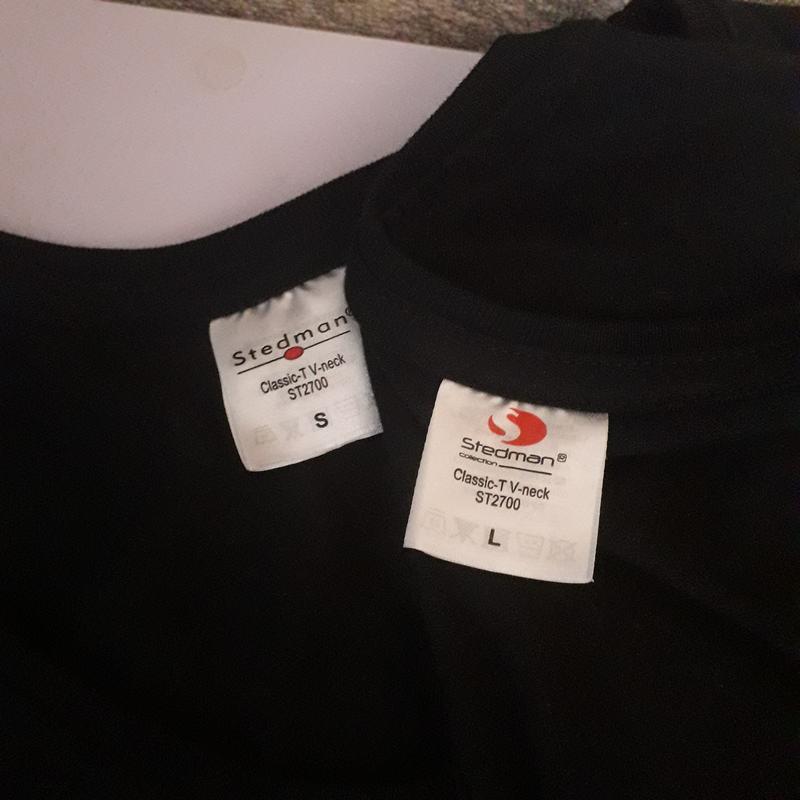 Stedman®
Classic-T V-neck
ST2700
S
Stedman®
collection
Classic-T V-neck
ST2700
L